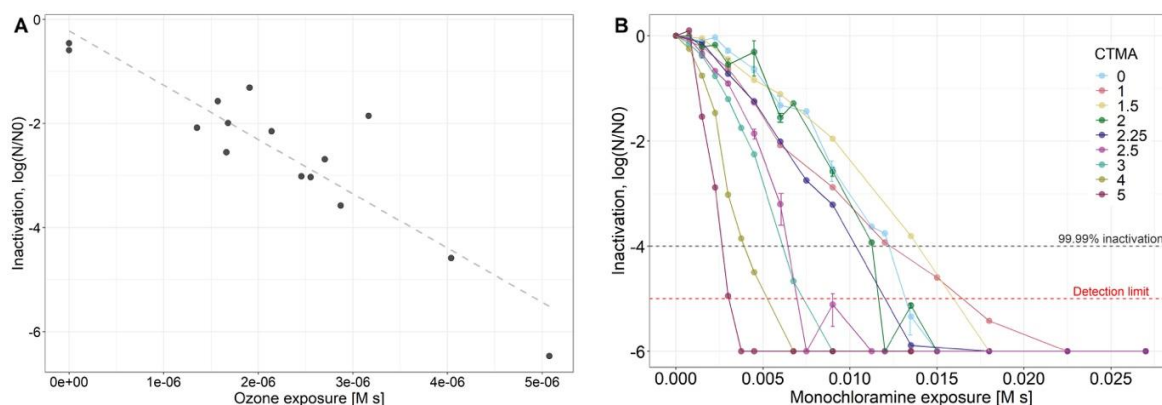 A
Inactivation, log(N/N0)
0
-2
-4
-6
0e+00 1e-06 2e-06 3e-06 4e-06 5e-06
Ozone exposure [M s]
B
Inactivation, log(N/N0)
0
-2
-4
-6
CTMA
0
1
1.5
2
2.25
2.5
3
4
5
99.99% inactivation
Detection limit
0.000 0.005 0.010 0.015 0.020 0.025
Monochloramine exposure [M s]